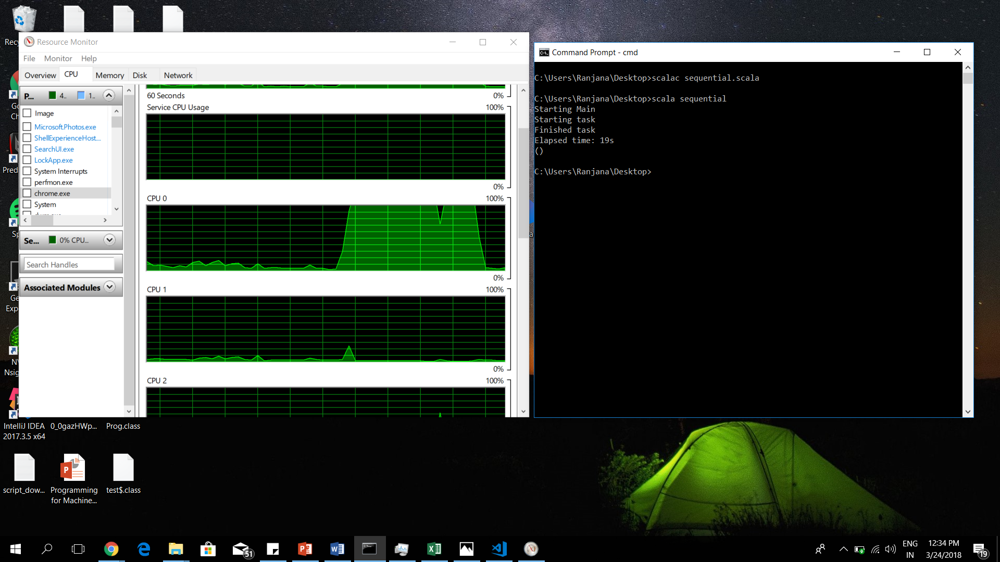 Recy
Resource Monitor
File Monitor Help
Overview CPU Memory Disk Network
P... 4.. 1..
Image
Microsoft.Photos.exe
ShellExperienceHost....
SearchUI.exe
LockApp.exe
System Interrupts
perfmon.exe
chrome.exe
System
Se... 0% CPU...
Search Handles
Associated Modules
60 Seconds 0%
Service CPU Usage 100%
0%
CPU 0 100%
0%
CPU 1 100%
0%
CPU 2 100%
Command Prompt - cmd
C:\Users\Ranjana\Desktop>scalac sequential.scala
C:\Users\Ranjana\Desktop>scala sequential
Starting Main
Starting task
Finished task
Elapsed time: 19s
()
C:\Users\Ranjana\Desktop>
Go
Ch
Pred
Sp
a
Ge
Exp
NV
Nsig
IntelliJ IDEA
2017.3.5 x64
0_0gazHWp...
Prog.class
script_dow...
Programming
for Machine...
test$.class
51
ENG
IN
12:34 PM
3/24/2018
19